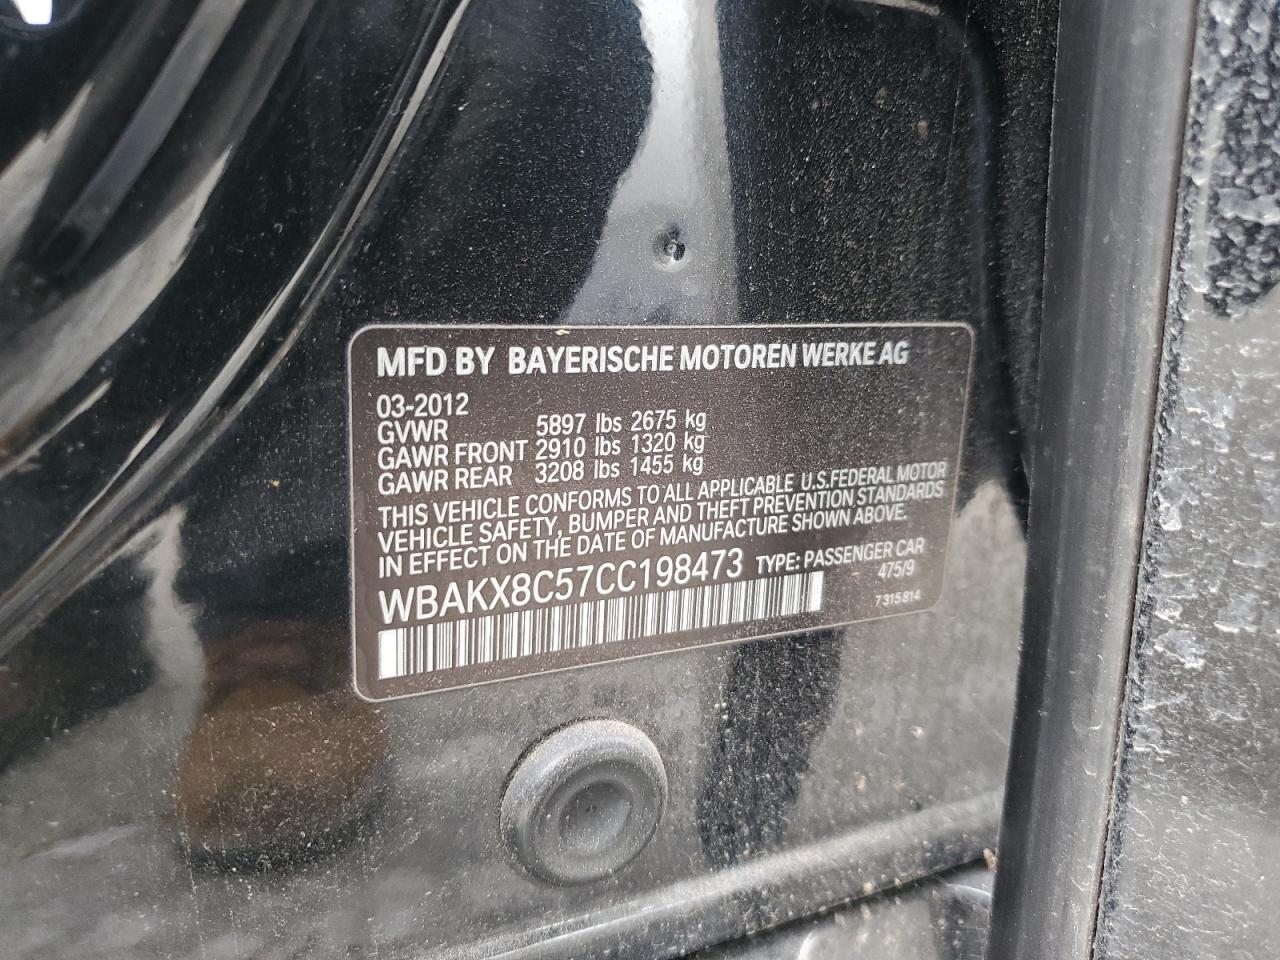 MFD BY BAYERISCHE MOTOREN WERKE AG
03-2012
GVWR 5897 lbs 2675 kg
GAWR FRONT 2910 lbs 1320 kg
GAWR REAR 3208 lbs 1455 kg
THIS VEHICLE CONFORMS TO ALL APPLICABLE U.S.FEDERAL MOTOR
VEHICLE SAFETY, BUMPER AND THEFT PREVENTION STANDARDS
IN EFFECT ON THE DATE OF MANUFACTURE SHOWN ABOVE.
WBAKX8C57CC198473 TYPE: PASSENGER CAR
475/9
7315814